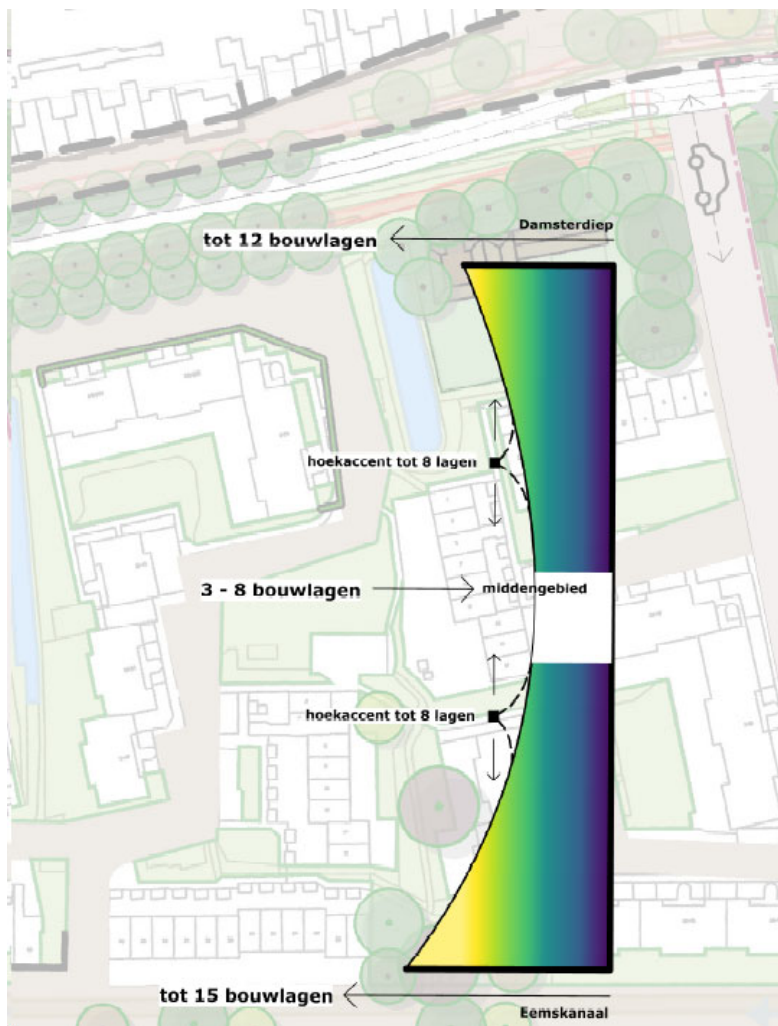 Damsterdiep
tot 12 bouwlagen
hoekaccent tot 8 lagen
3 - 8 bouwlagen
middengebied
hoekaccent tot 8 lagen
tot 15 bouwlagen
Eemskanaal